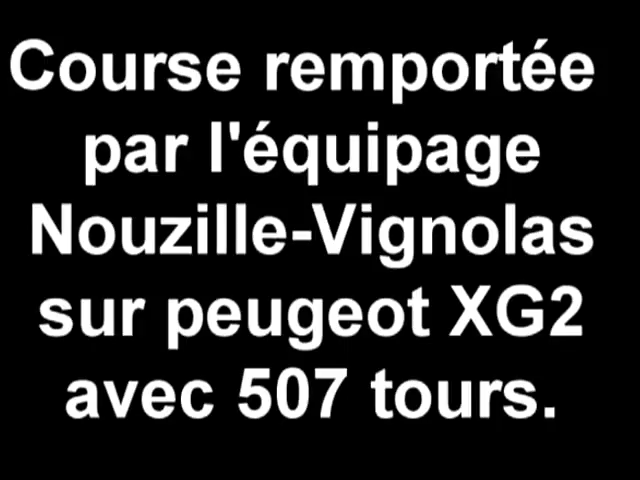 Course remportée
par l'équipage
Nouzille-Vignolas
sur peugeot XG2
avec 507 tours.